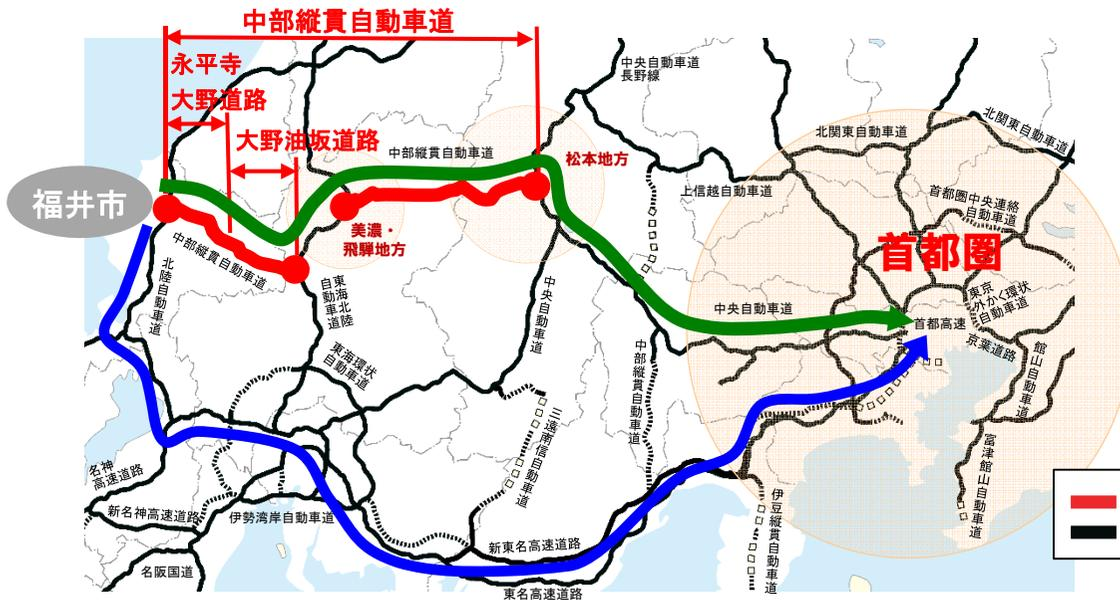 中部縦貫自動車道
永平寺
大野道路
大野油坂道路
中央自動車道
長野線
北関東自動車道
北関東自動車道
中部縦貫自動車道
松本地方
上信越自動車道
首都圏中央連絡
自動車道
福井市
美濃・
飛騨地方
首都圏
中部縦貫自動車道
北陸自動車道
東海北陸
自動車道
中央自動車道
中央自動車道
東京
外かく環状
自動車道
首都高速
京葉道路
館山自動車道
東海環状
自動車道
中部縦貫自動車道
三遠南信自動車道
富津館山自動車道
名神
高速道路
新名神高速道路
伊勢湾岸自動車道
伊豆縦貫自動車道
新東名高速道路
名阪国道
東名高速道路